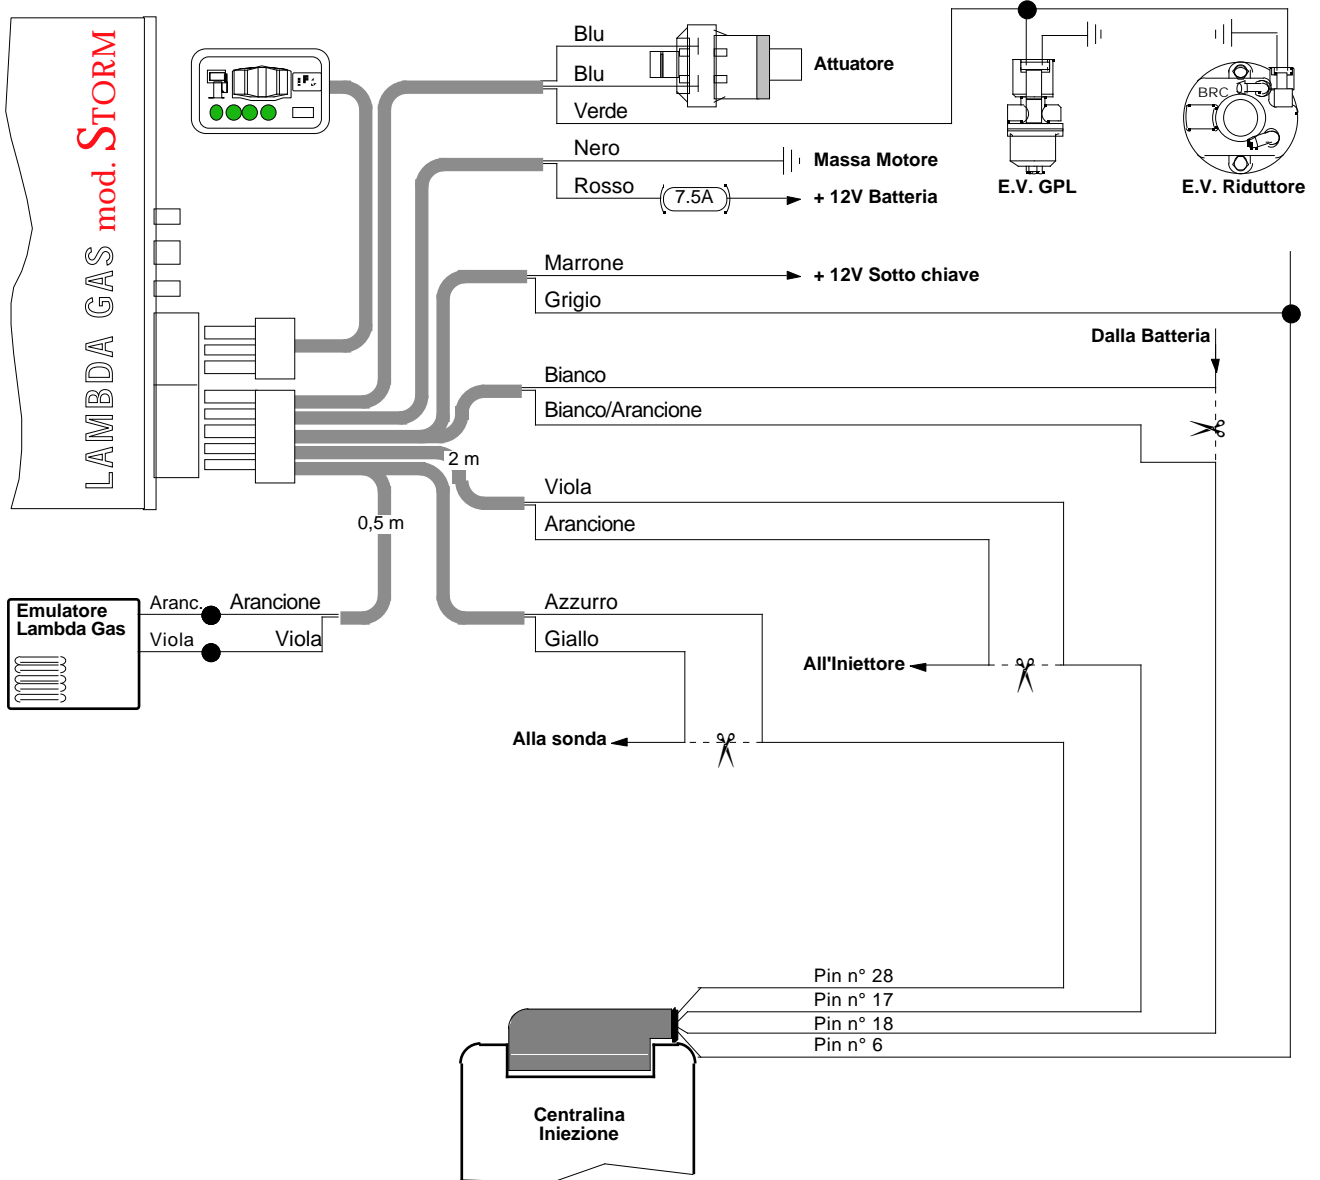 LAMBDA GAS mod. STORM
Blu
Blu
Verde
Attuatore
Nero
Massa Motore
Rosso
7.5A
+ 12V Batteria
BRC
E.V. GPL
E.V. Riduttore
Marrone
+ 12V Sotto chiave
Grigio
Dalla Batteria
Bianco
Bianco/Arancione
2 m
Viola
Arancione
0,5 m
Emulatore
Lambda Gas
Aranc.
Arancione
Viola
Viola
Azzurro
Giallo
All'Iniettore
Alla sonda
Pin n° 28
Pin n° 17
Pin n° 18
Pin n° 6
Centralina
Iniezione